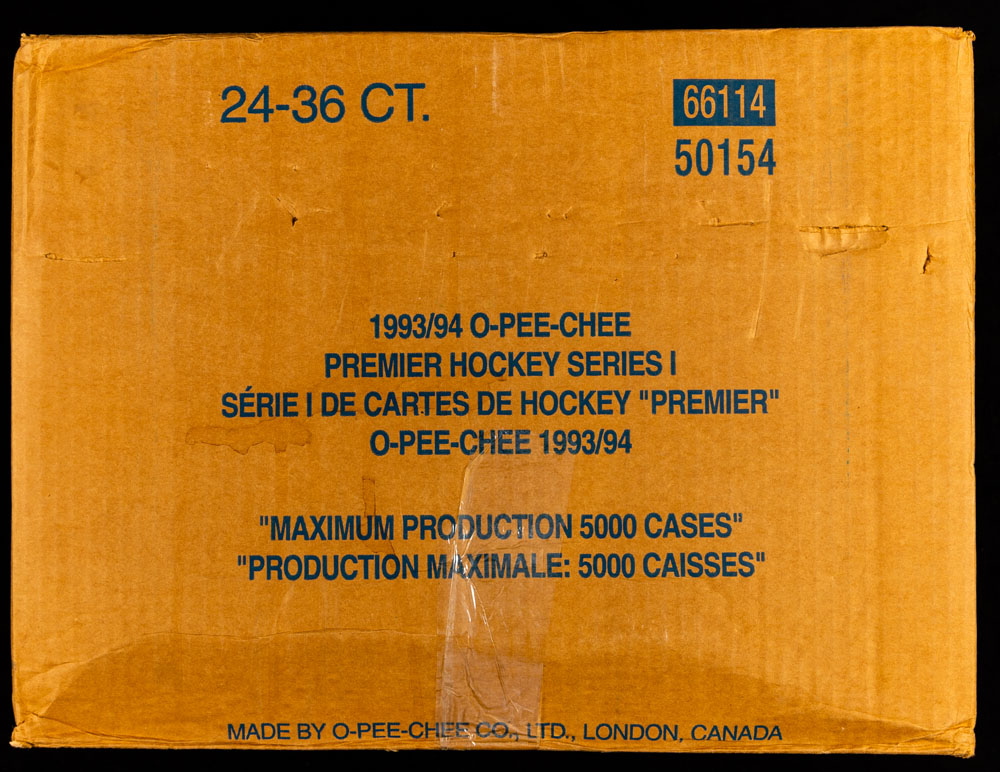 24-36 CT.
66114
50154
1993/94 O-PEE-CHEE
PREMIER HOCKEY SERIES I
SÉRIE I DE CARTES DE HOCKEY "PREMIER"
O-PEE-CHEE 1993/94
"MAXIMUM PRODUCTION 5000 CASES"
"PRODUCTION MAXIMALE: 5000 CAISSES"
MADE BY O-PEE-CHEE CO., LTD., LONDON, CANADA